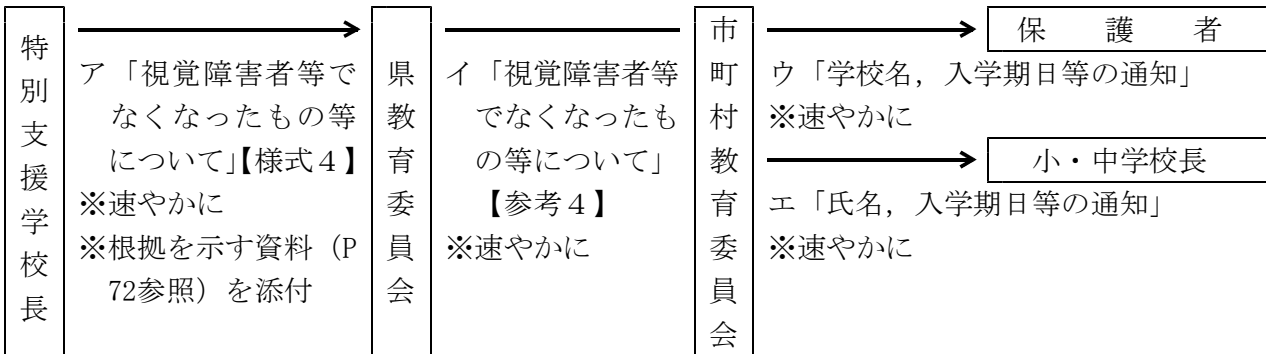 特別支援学校長
ア「視覚障害者等で
なくなったもの等
について」【様式4】
※速やかに
※根拠を示す資料（P
72参照）を添付
県教育委員会
イ「視覚障害者等
でなくなったも
の等について」
【参考4】
※速やかに
市町村教育委員会
保護者
ウ「学校名，入学期日等の通知」
※速やかに
小・中学校長
エ「氏名，入学期日等の通知」
※速やかに